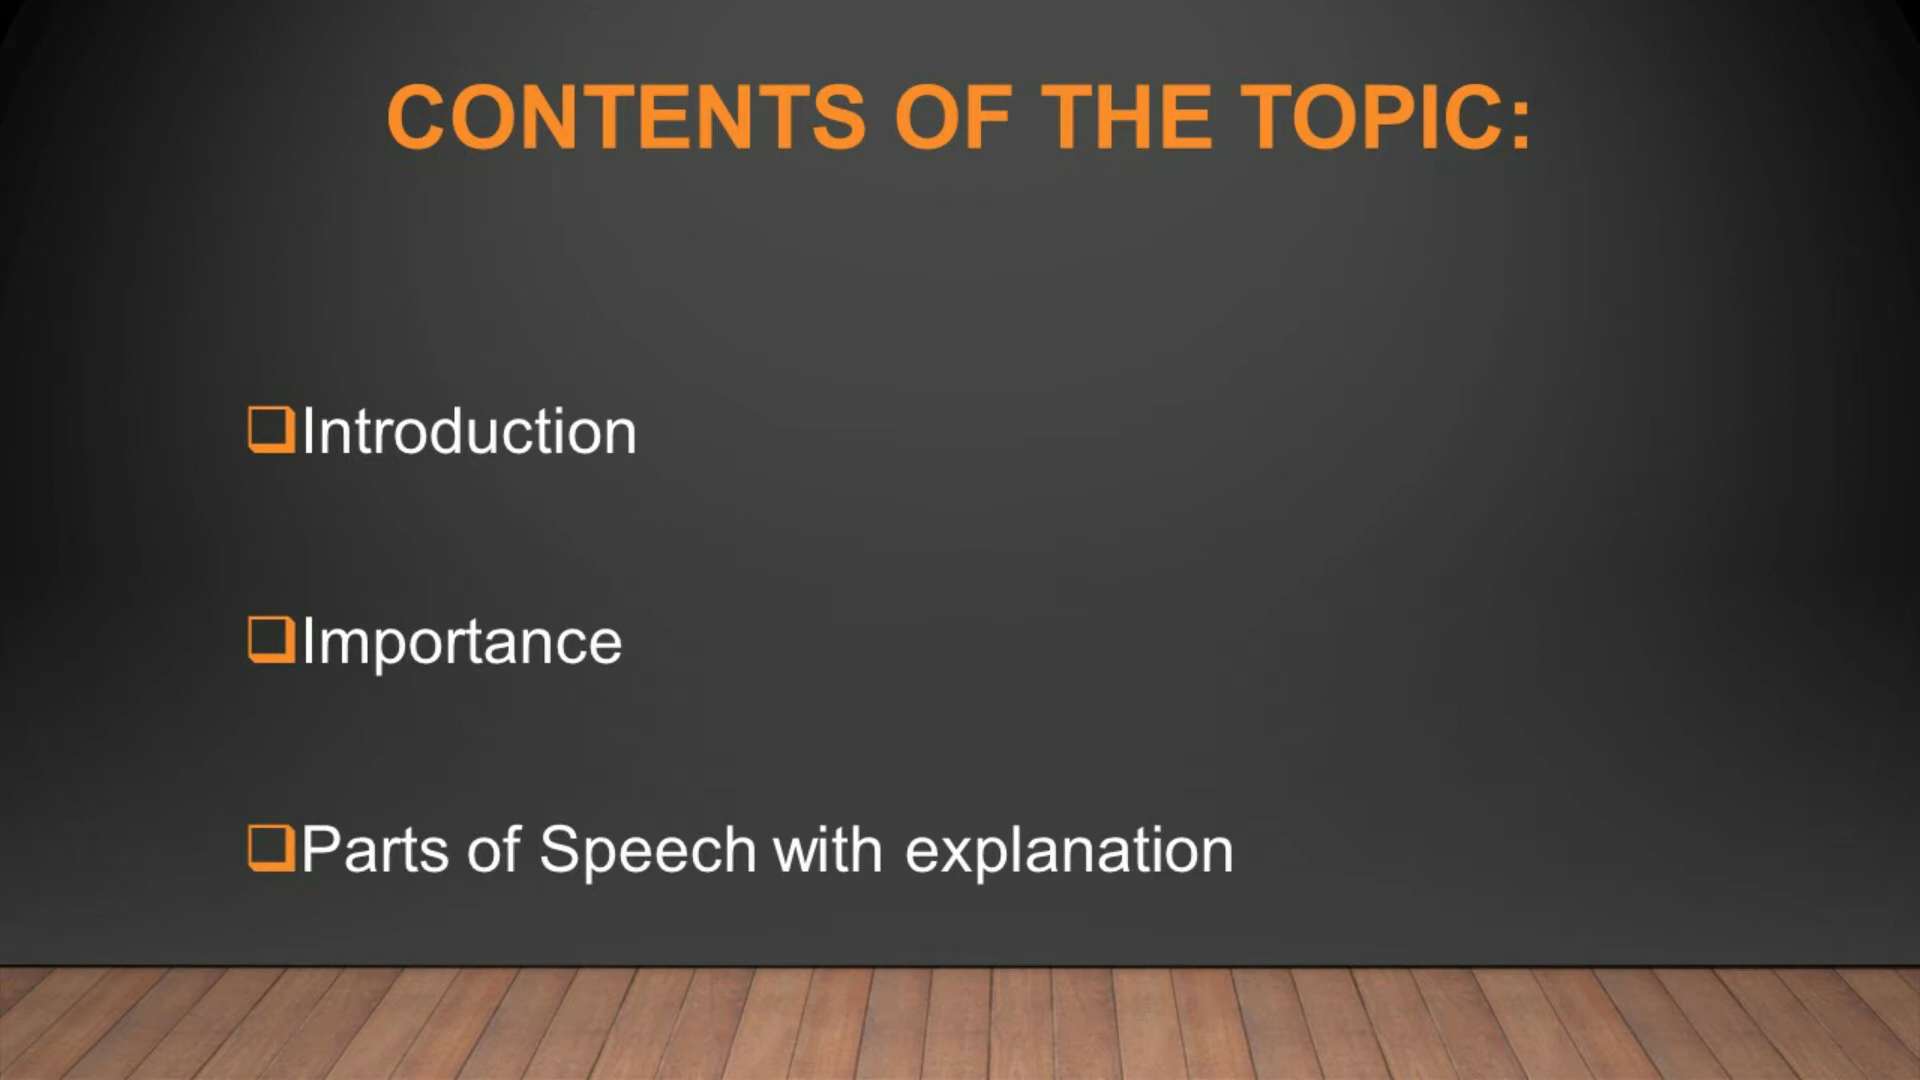 CONTENTS OF THE TOPIC:
Introduction
Importance
Parts of Speech with explanation